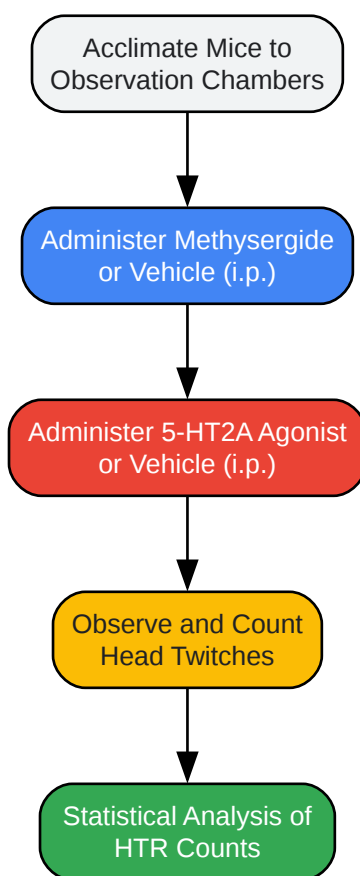 Acclimate Mice to
Observation Chambers
Administer Methysergide
or Vehicle (i.p.)
Administer 5-HT2A Agonist
or Vehicle (i.p.)
Observe and Count
Head Twitches
Statistical Analysis of
HTR Counts